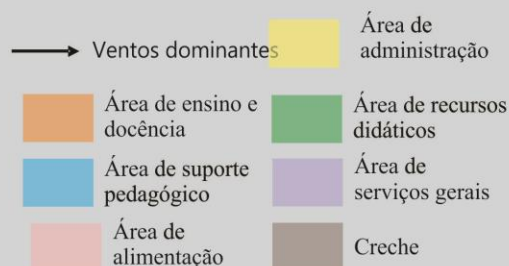 Ventos dominantes
Área de
administração
Área de ensino e
docência
Área de recursos
didáticos
Área de suporte
pedagógico
Área de
serviços gerais
Área de
alimentação
Creche